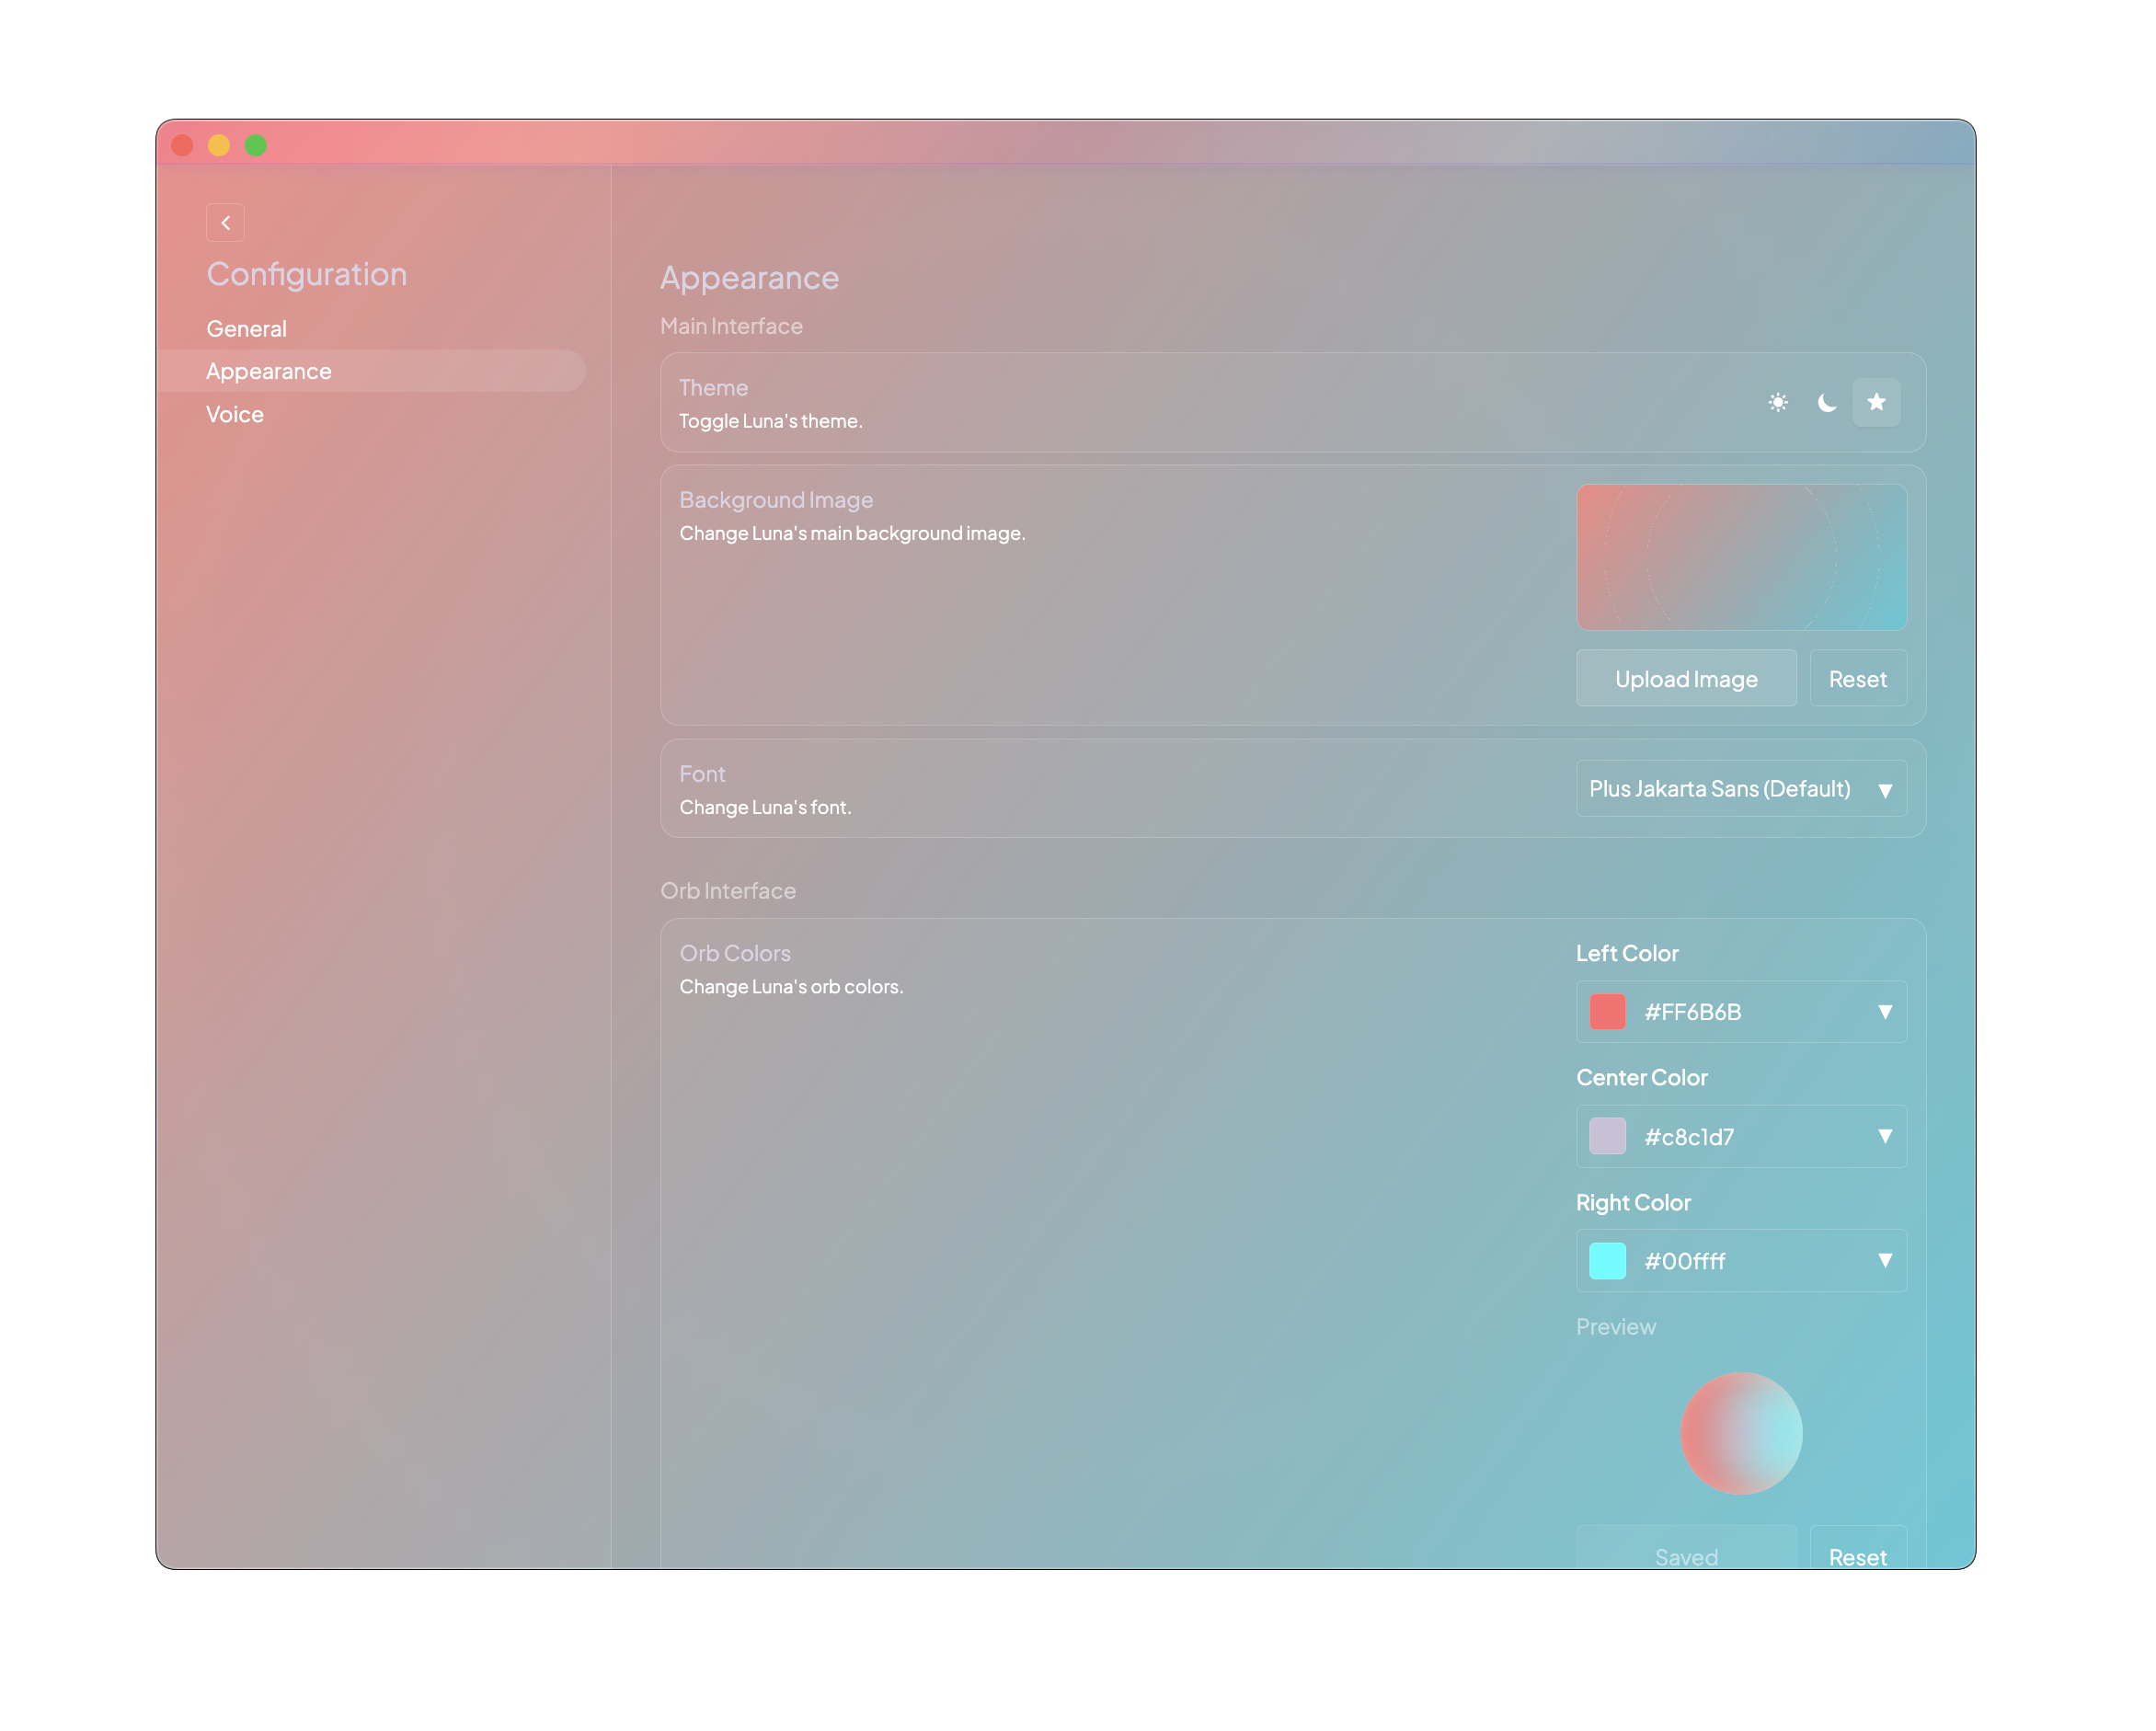 Configuration
General
Appearance
Voice
Appearance
Main Interface
Theme
Toggle Luna's theme.
Background Image
Change Luna's main background image.
Upload Image
Reset
Font
Change Luna's font.
Plus Jakarta Sans (Default)
Orb Interface
Orb Colors
Change Luna's orb colors.
Left Color
#FF6B6B
Center Color
#c8c1d7
Right Color
#00ffff
Preview
Saved
Reset